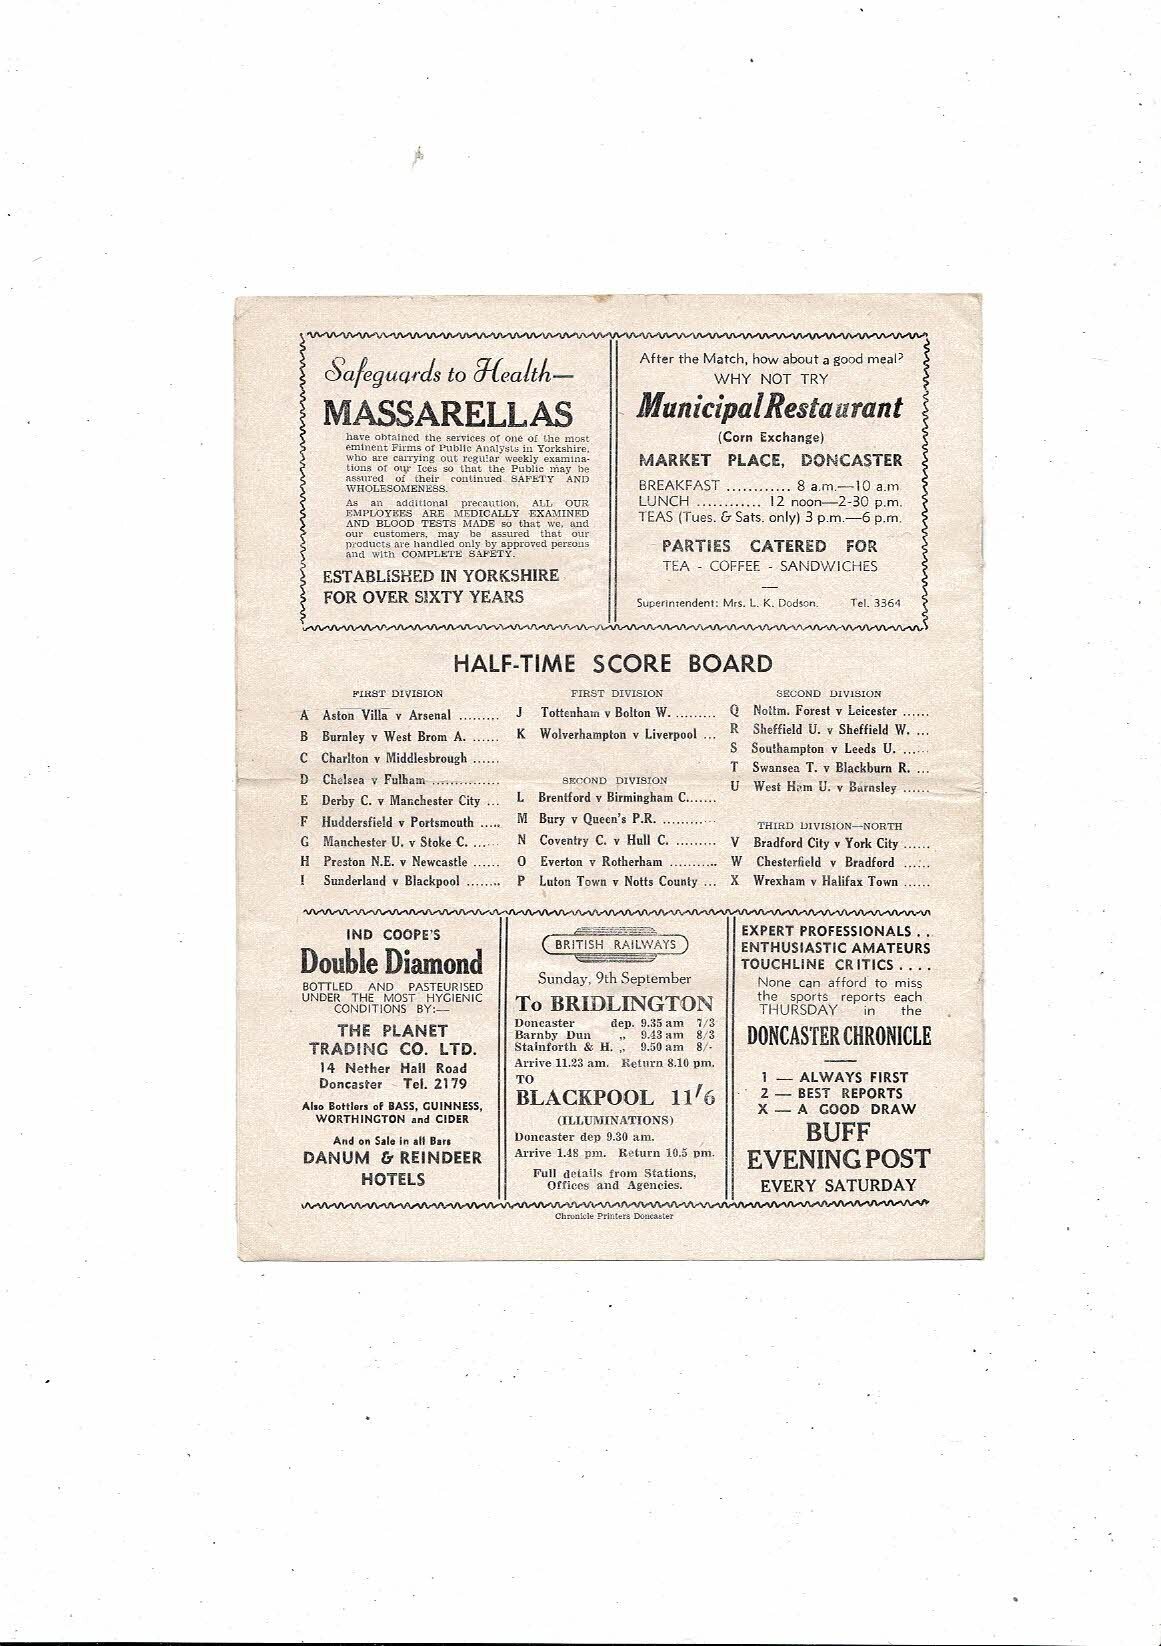 Safeguards to Health—
MASSARELLAS
have obtained the services of one of the most
eminent Firms of Public Analysts in Yorkshire,
who are carrying out regular weekly examina-
tions of our Ices so that the Public may be
assured of their continued SAFETY AND
WHOLESOMENESS.
As an additional precaution, ALL OUR
EMPLOYEES ARE MEDICALLY EXAMINED
AND BLOOD TESTS MADE so that we, and
our customers, may be assured that our
products are handled only by approved persons
and with COMPLETE SAFETY.
ESTABLISHED IN YORKSHIRE
FOR OVER SIXTY YEARS
After the Match, how about a good meal?
WHY NOT TRY
Municipal Restaurant
(Corn Exchange)
MARKET PLACE, DONCASTER
BREAKFAST ........... 8 a.m.—10 a.m
LUNCH ............ 12 noon—2-30 p.m.
TEAS (Tues. & Sats. only) 3 p.m.—6 p.m.
PARTIES CATERED FOR
TEA - COFFEE - SANDWICHES
Superintendent: Mrs. L. K. Dodson. Tel. 3364
HALF-TIME SCORE BOARD
FIRST DIVISION
A Aston Villa v Arsenal .........
B Burnley v West Brom A. ......
C Charlton v Middlesbrough ......
D Chelsea v Fulham ...............
E Derby C. v Manchester City ...
F Huddersfield v Portsmouth .....
G Manchester U. v Stoke C. ......
H Preston N.E. v Newcastle ......
I Sunderland v Blackpool ........
FIRST DIVISION
J Tottenham v Bolton W. .........
K Wolverhampton v Liverpool ...
SECOND DIVISION
L Brentford v Birmingham C.......
M Bury v Queen's P.R. ............
N Coventry C. v Hull C. .........
O Everton v Rotherham ...........
P Luton Town v Notts County ...
SECOND DIVISION
Q Nottm. Forest v Leicester ......
R Sheffield U. v Sheffield W. ...
S Southampton v Leeds U. ......
T Swansea T. v Blackburn R. ...
U West Ham U. v Barnsley ......
THIRD DIVISION—NORTH
V Bradford City v York City ......
W Chesterfield v Bradford ......
X Wrexham v Halifax Town ......
IND COOPE'S
Double Diamond
BOTTLED AND PASTEURISED
UNDER THE MOST HYGIENIC
CONDITIONS BY:—
THE PLANET
TRADING CO. LTD.
14 Nether Hall Road
Doncaster Tel. 2179
Also Bottlers of BASS, GUINNESS,
WORTHINGTON and CIDER
And on Sale in all Bars
DANUM & REINDEER
HOTELS
BRITISH RAILWAYS
Sunday, 9th September
To BRIDLINGTON
Doncaster dep. 9.35 am 7/3
Barnby Dun ,, 9.43 am 8/3
Stainforth & H. ,, 9.50 am 8/-
Arrive 11.23 am. Return 8.10 pm.
TO
BLACKPOOL 11/6
(ILLUMINATIONS)
Doncaster dep 9.30 am.
Arrive 1.48 pm. Return 10.5 pm.
Full details from Stations,
Offices and Agencies.
EXPERT PROFESSIONALS . .
ENTHUSIASTIC AMATEURS
TOUCHLINE CRITICS . . . .
None can afford to miss
the sports reports each
THURSDAY in the
DONCASTER CHRONICLE
1 — ALWAYS FIRST
2 — BEST REPORTS
X — A GOOD DRAW
BUFF
EVENING POST
EVERY SATURDAY
Chronicle Printers Doncaster